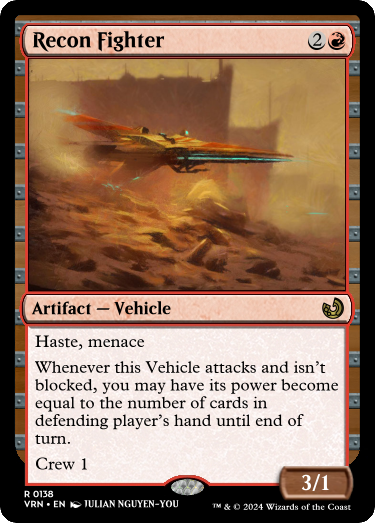 Recon Fighter 2
Artifact — Vehicle
Haste, menace
Whenever this Vehicle attacks and isn't
blocked, you may have its power become
equal to the number of cards in
defending player's hand until end of
turn.
Crew 1
3/1
R 0138
VRN • EN JULIAN NGUYEN-YOU
™ & © 2024 Wizards of the Coast